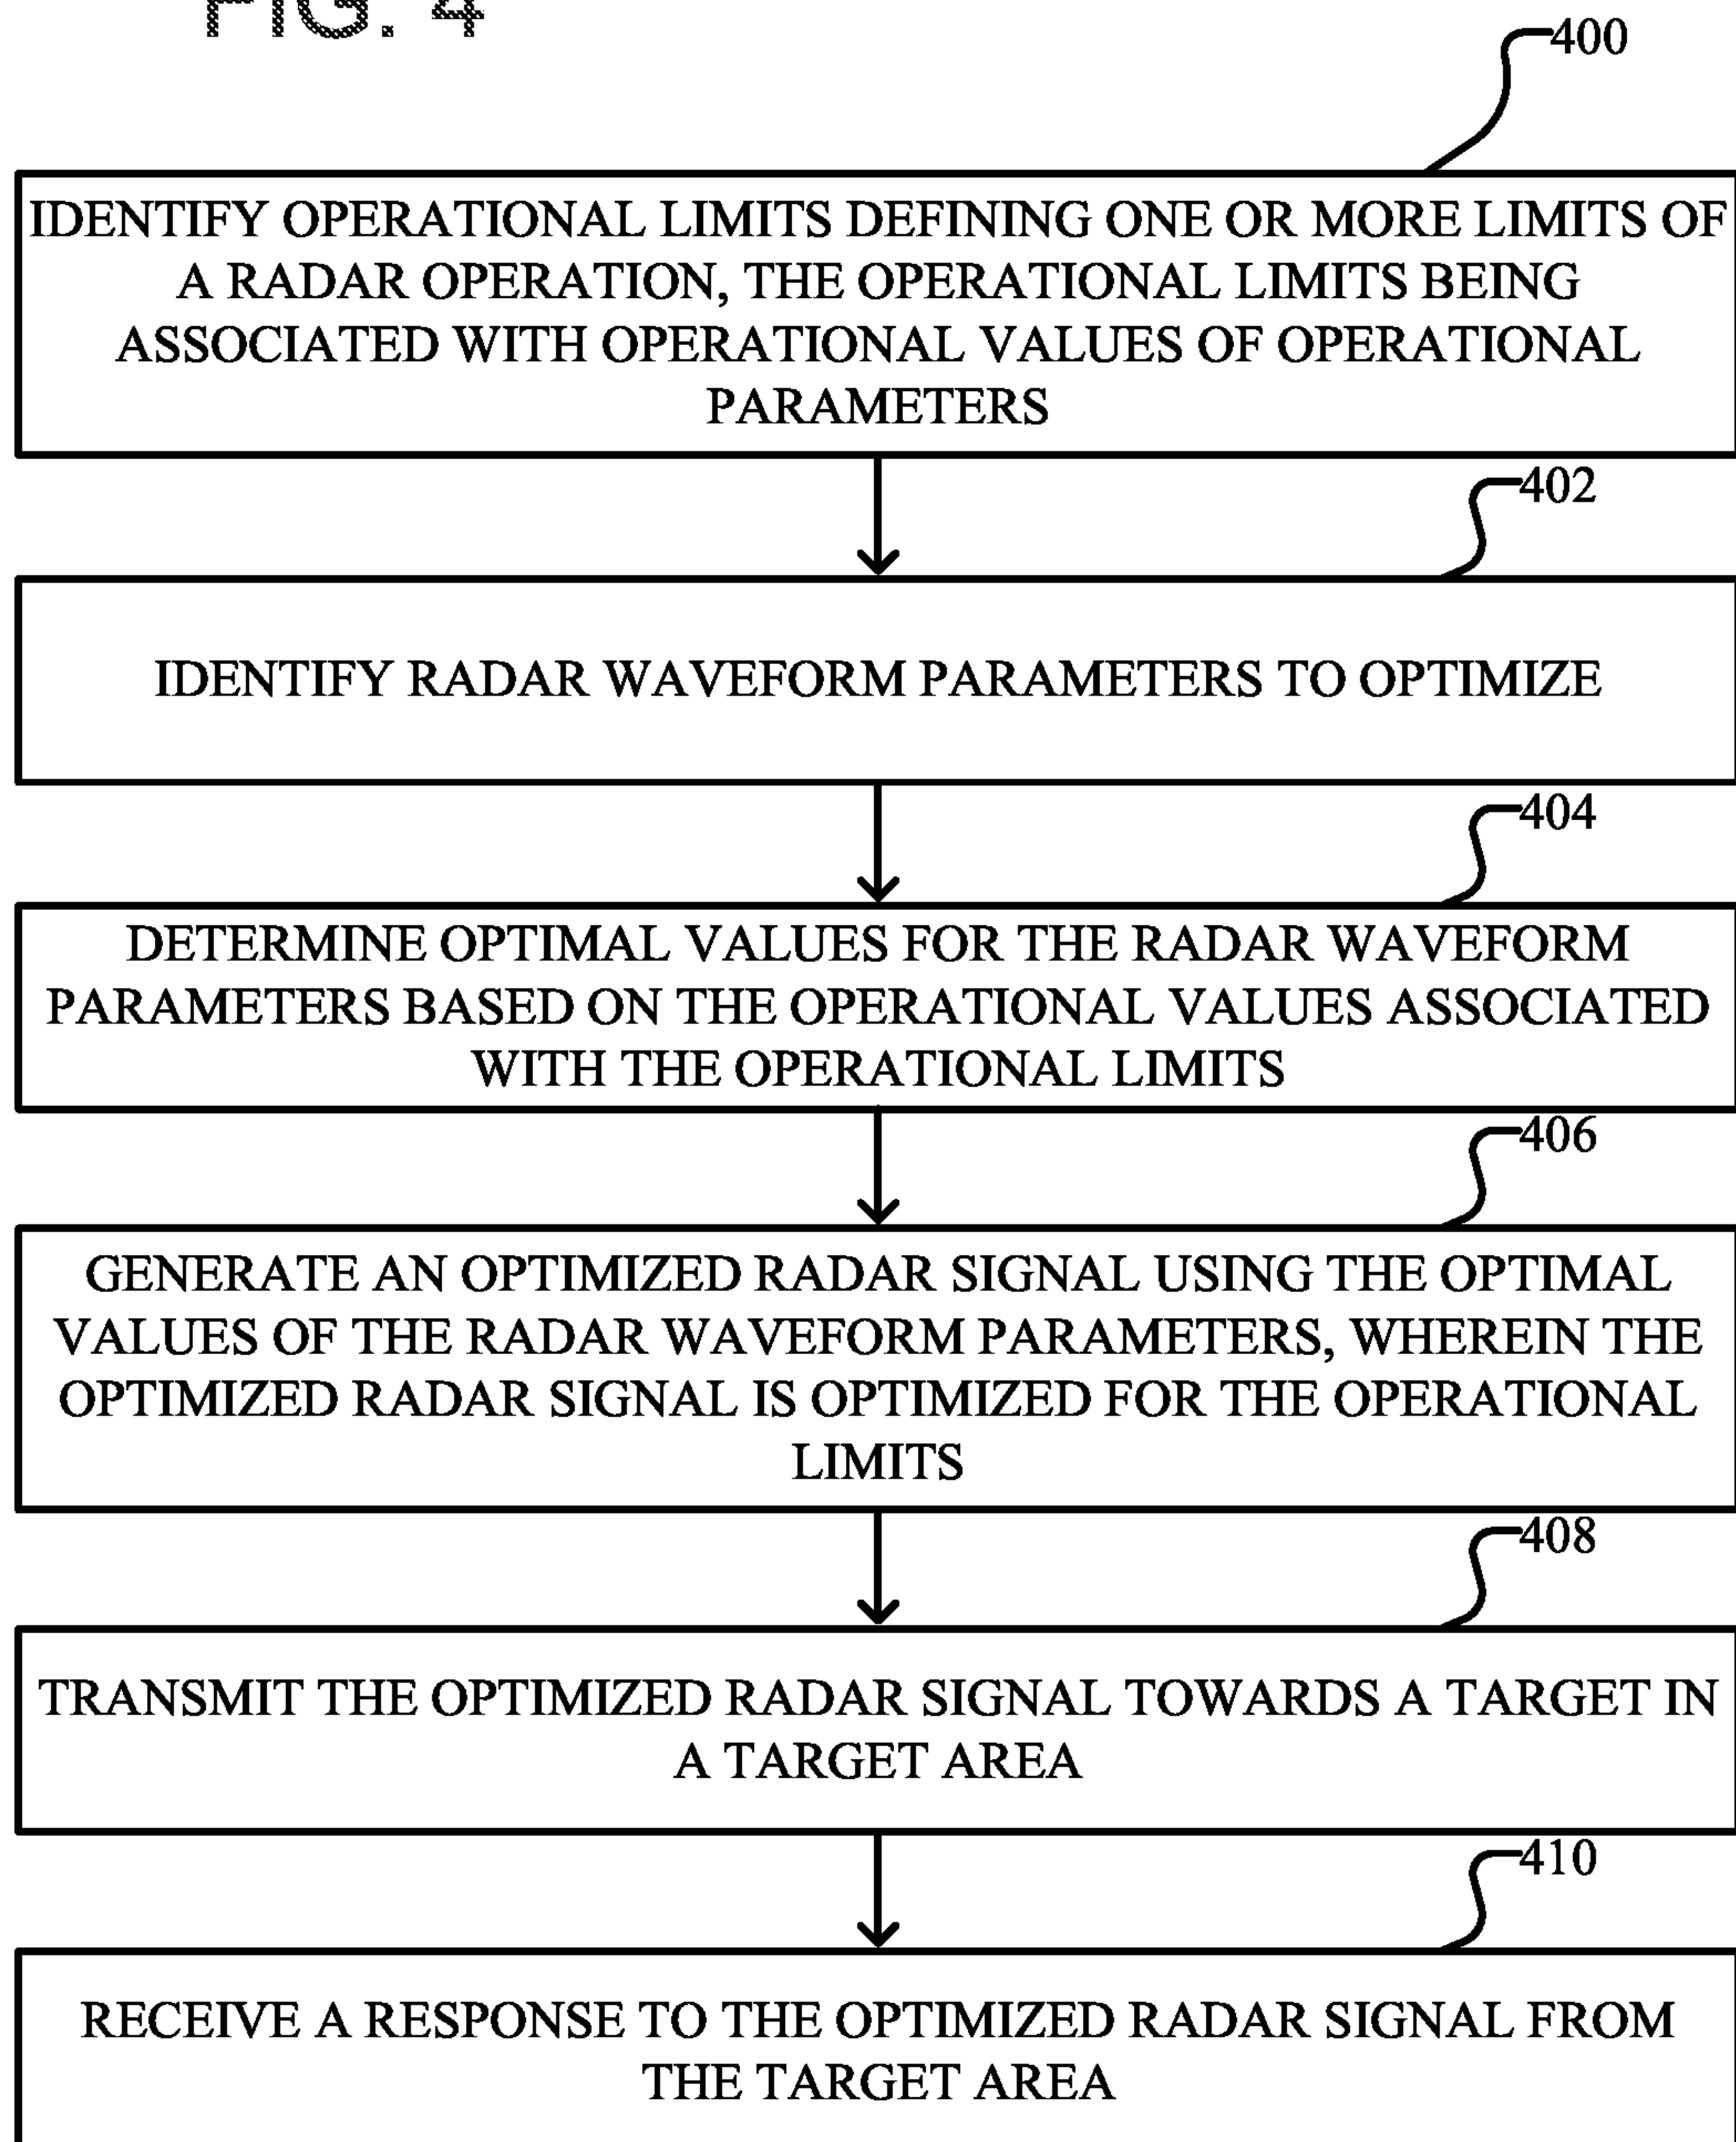 FIG. 4
400
IDENTIFY OPERATIONAL LIMITS DEFINING ONE OR MORE LIMITS OF
A RADAR OPERATION, THE OPERATIONAL LIMITS BEING
ASSOCIATED WITH OPERATIONAL VALUES OF OPERATIONAL
PARAMETERS
402
IDENTIFY RADAR WAVEFORM PARAMETERS TO OPTIMIZE
404
DETERMINE OPTIMAL VALUES FOR THE RADAR WAVEFORM
PARAMETERS BASED ON THE OPERATIONAL VALUES ASSOCIATED
WITH THE OPERATIONAL LIMITS
406
GENERATE AN OPTIMIZED RADAR SIGNAL USING THE OPTIMAL
VALUES OF THE RADAR WAVEFORM PARAMETERS, WHEREIN THE
OPTIMIZED RADAR SIGNAL IS OPTIMIZED FOR THE OPERATIONAL
LIMITS
408
TRANSMIT THE OPTIMIZED RADAR SIGNAL TOWARDS A TARGET IN
A TARGET AREA
410
RECEIVE A RESPONSE TO THE OPTIMIZED RADAR SIGNAL FROM
THE TARGET AREA